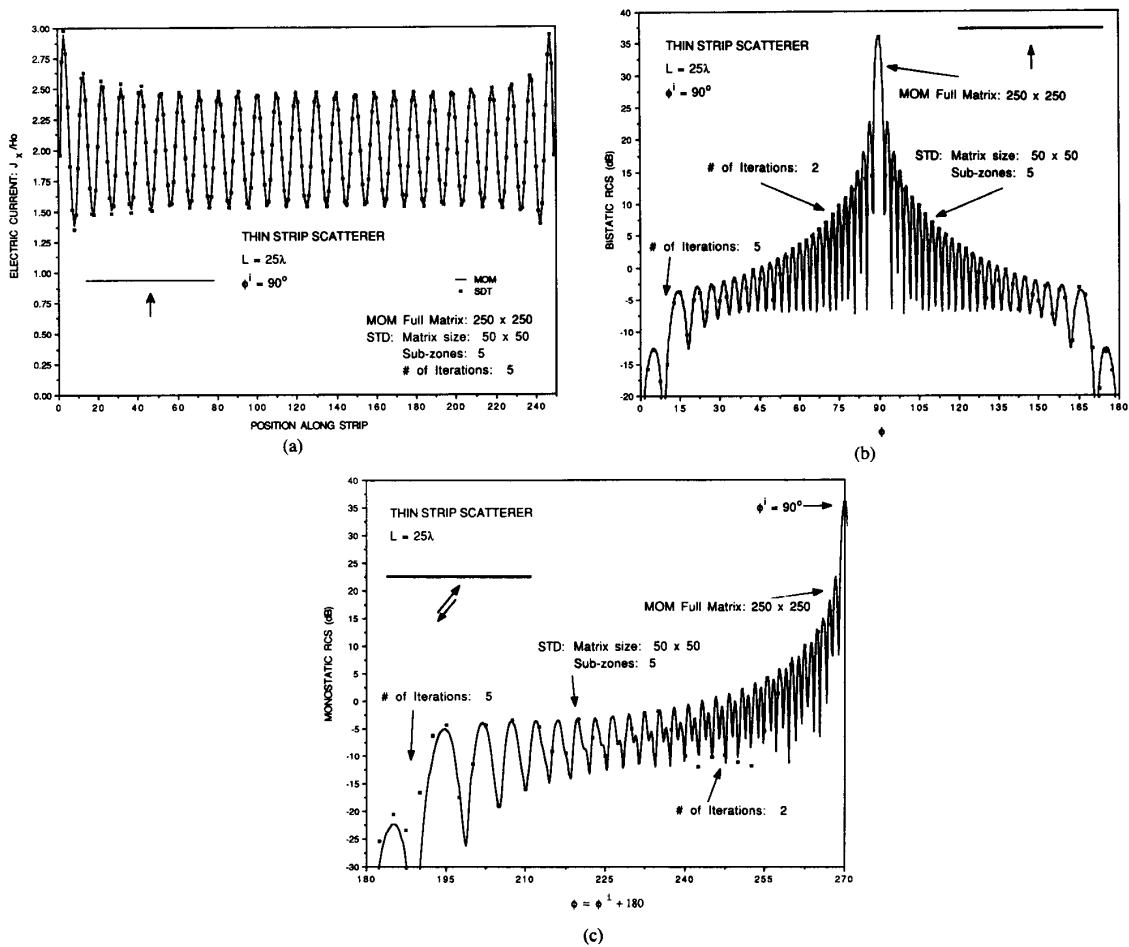 3.00
2.75
2.50
2.25
2.00
1.75
1.50
1.25
1.00
0.75
0.50
0.25
0.00
ELECTRIC CURRENT: J x /Ho
THIN STRIP SCATTERER
L = 25λ
ϕi = 90o
MOM
SDT
MOM Full Matrix: 250 x 250
STD: Matrix size: 50 x 50
Sub-zones: 5
# of Iterations: 5
0 20 40 60 80 100 120 140 160 180 200 220 240
POSITION ALONG STRIP
(a)
40
35
30
25
20
15
10
5
0
-5
-10
-15
-20
BISTATIC RCS (dB)
THIN STRIP SCATTERER
L = 25λ
ϕi = 90o
MOM Full Matrix: 250 x 250
# of Iterations: 2
STD: Matrix size: 50 x 50
Sub-zones: 5
# of Iterations: 5
0 15 30 45 60 75 90 105 120 135 150 165 180
ϕ
(b)
40
35
30
25
20
15
10
5
0
-5
-10
-15
-20
-25
-30
MONOSTATIC RCS (dB)
THIN STRIP SCATTERER
L = 25λ
ϕi = 90o
MOM Full Matrix: 250 x 250
STD: Matrix size: 50 x 50
Sub-zones: 5
# of Iterations: 5
# of Iterations: 2
180 195 210 225 240 255 270
ϕ = ϕ i + 180
(c)